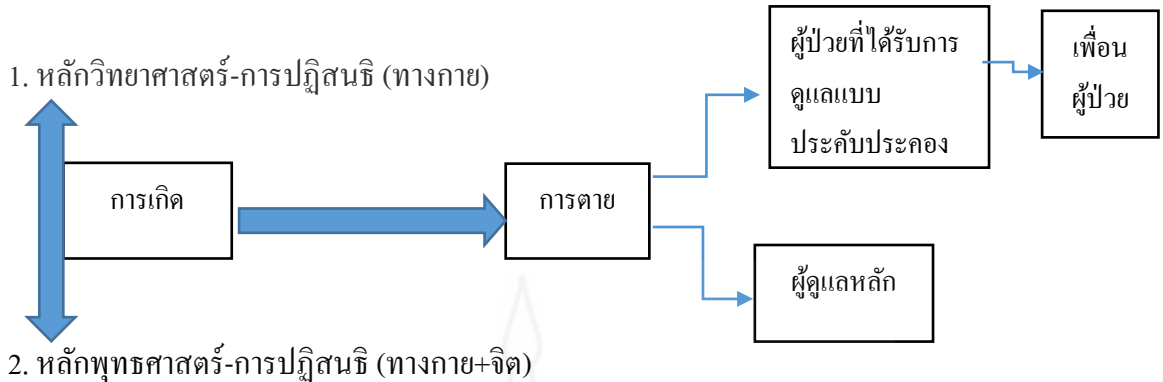 1. หลักวิทยาศาสตร์-การปฏิสนธิ (ทางกาย)
การเกิด
การตาย
ผู้ป่วยที่ได้รับการ
ดูแลแบบ
ประคับประคอง
เพื่อน
ผู้ป่วย
ผู้ดูแลหลัก
2. หลักพุทธศาสตร์-การปฏิสนธิ (ทางกาย+จิต)